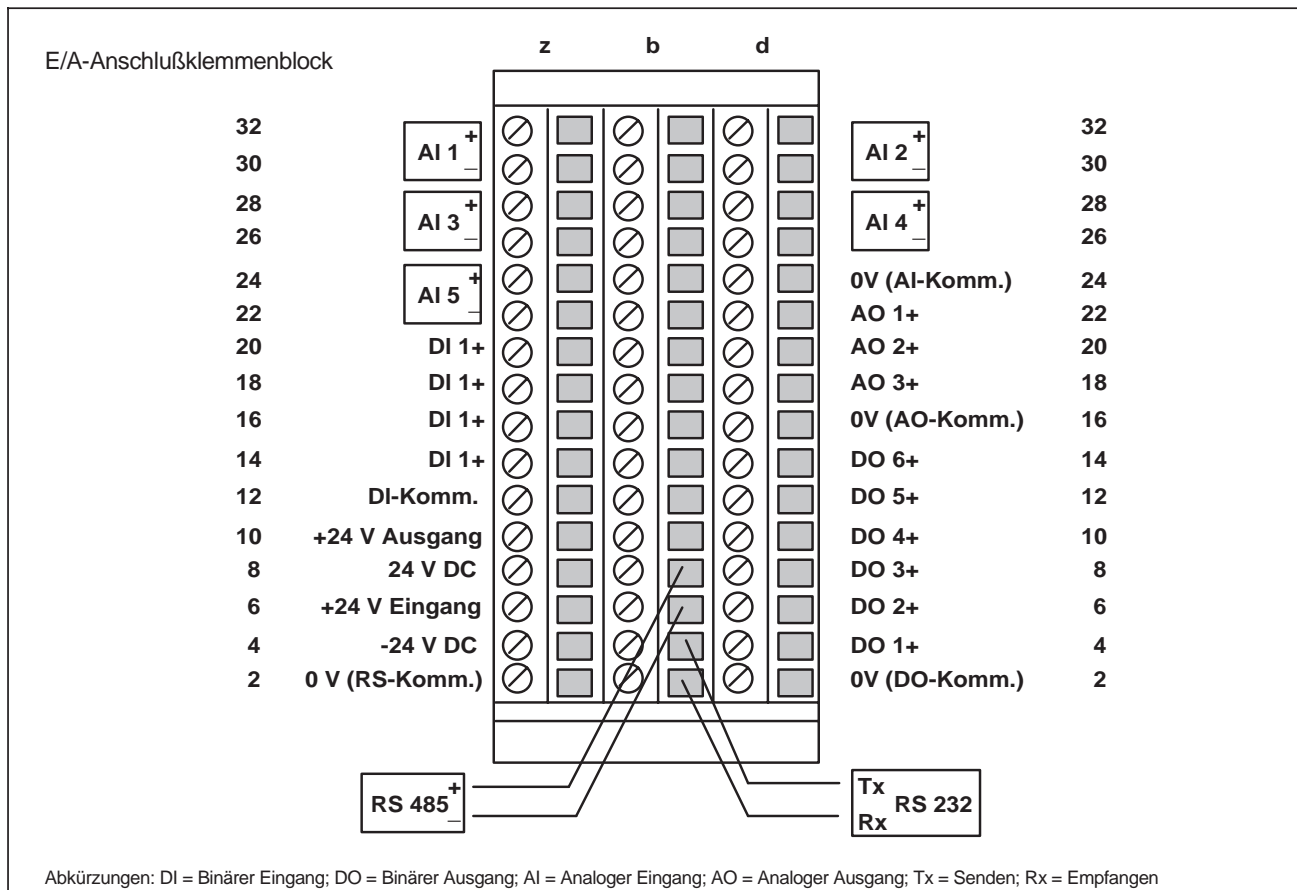 E/A-Anschlußklemmenblock
z b d
32 AI 1 + AI 2 + 32
30 – – 30
28 AI 3 + AI 4 + 28
26 – – 26
24 AI 5 + 0V (AI-Komm.) 24
22 – AO 1+ 22
20 DI 1+ AO 2+ 20
18 DI 1+ AO 3+ 18
16 DI 1+ 0V (AO-Komm.) 16
14 DI 1+ DO 6+ 14
12 DI-Komm. DO 5+ 12
10 +24 V Ausgang DO 4+ 10
8 24 V DC DO 3+ 8
6 +24 V Eingang DO 2+ 6
4 -24 V DC DO 1+ 4
2 0 V (RS-Komm.) 0V (DO-Komm.) 2
RS 485 + –
Tx RS 232
Rx
Abkürzungen: DI = Binärer Eingang; DO = Binärer Ausgang; AI = Analoger Eingang; AO = Analoger Ausgang; Tx = Senden; Rx = Empfangen